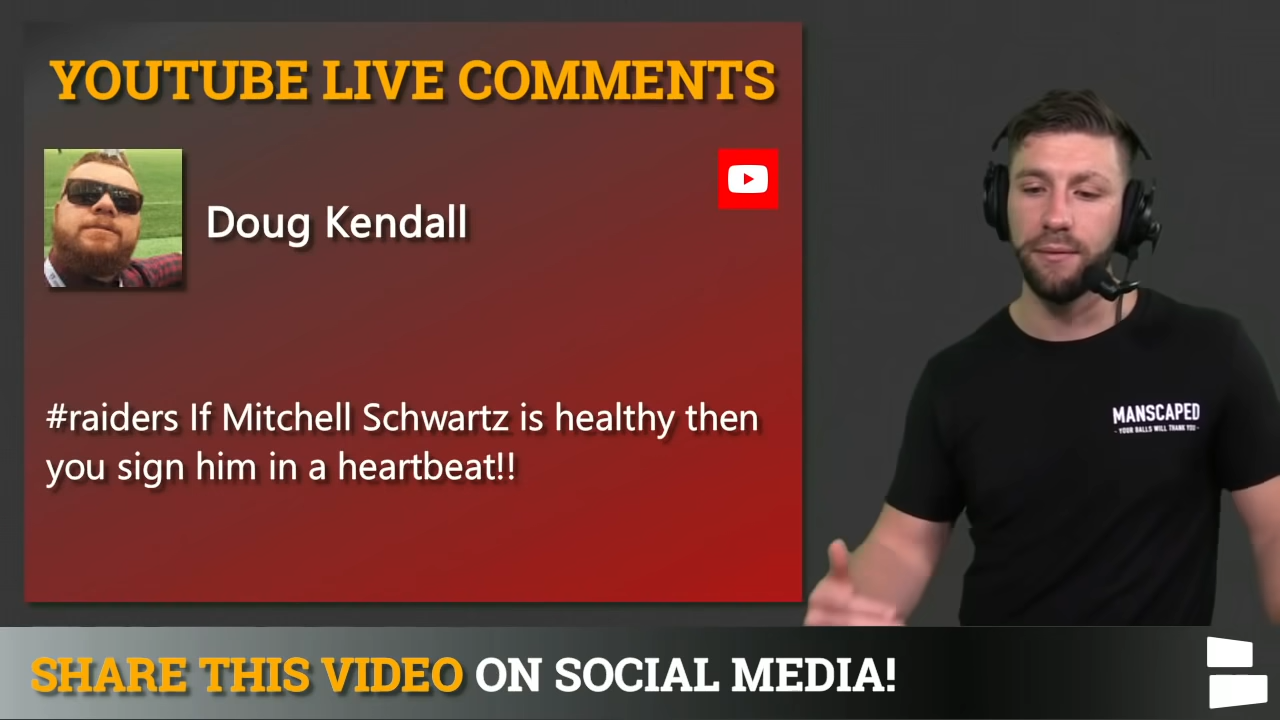 YOUTUBE LIVE COMMENTS
Doug Kendall
#raiders If Mitchell Schwartz is healthy then
you sign him in a heartbeat!!
MANSCAPED
- YOUR BALLS WILL THANK YOU -
SHARE THIS VIDEO ON SOCIAL MEDIA!